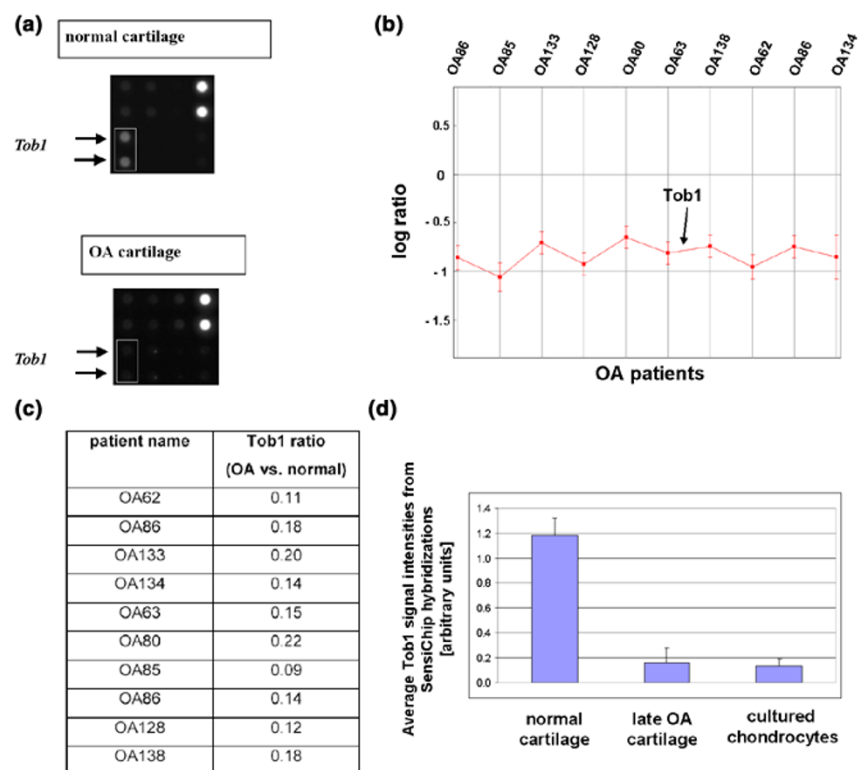 (a)
normal cartilage
Tob1
OA cartilage
Tob1
(b)
OA86 OA85 OA133 OA128 OA80 OA63 OA138 OA62 OA86 OA134
0.5
0
-0.5
-1
-1.5
log ratio
Tob1
OA patients
(c)
patient name Tob1 ratio
(OA vs. normal)
OA62 0.11
OA86 0.18
OA133 0.20
OA134 0.14
OA63 0.15
OA80 0.22
OA85 0.09
OA86 0.14
OA128 0.12
OA138 0.18
(d)
Average Tob1 signal intensities from
SensiChip hybridizations
[arbitrary units]
1.4
1.2
1.0
0.8
0.6
0.4
0.2
0.0
normal
cartilage
late OA
cartilage
cultured
chondrocytes